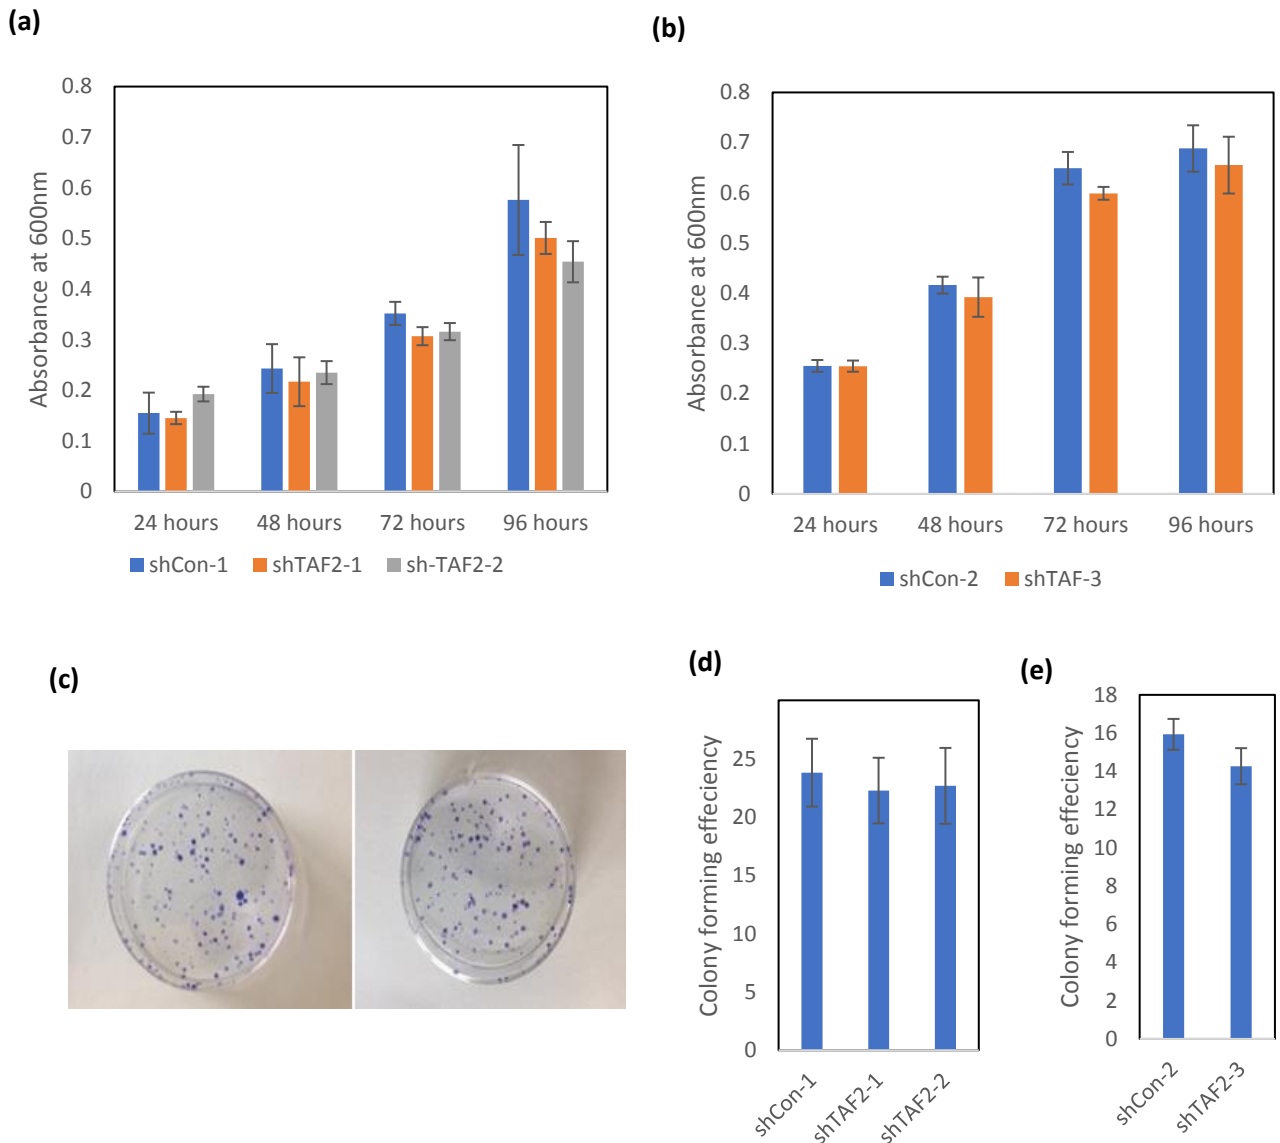 (a)
Absorbance at 600nm
0.8
0.7
0.6
0.5
0.4
0.3
0.2
0.1
0
24 hours 48 hours 72 hours 96 hours
shCon-1 shTAF2-1 sh-TAF2-2
(b)
Absorbance at 600nm
0.8
0.7
0.6
0.5
0.4
0.3
0.2
0.1
0
24 hours 48 hours 72 hours 96 hours
shCon-2 shTAF-3
(c)
(d)
Colony forming effeciency
25
20
15
10
5
0
shCon-1 shTAF2-1 shTAF2-2
(e)
Colony forming effeciency
18
16
14
12
10
8
6
4
2
0
shCon-2 shTAF2-3